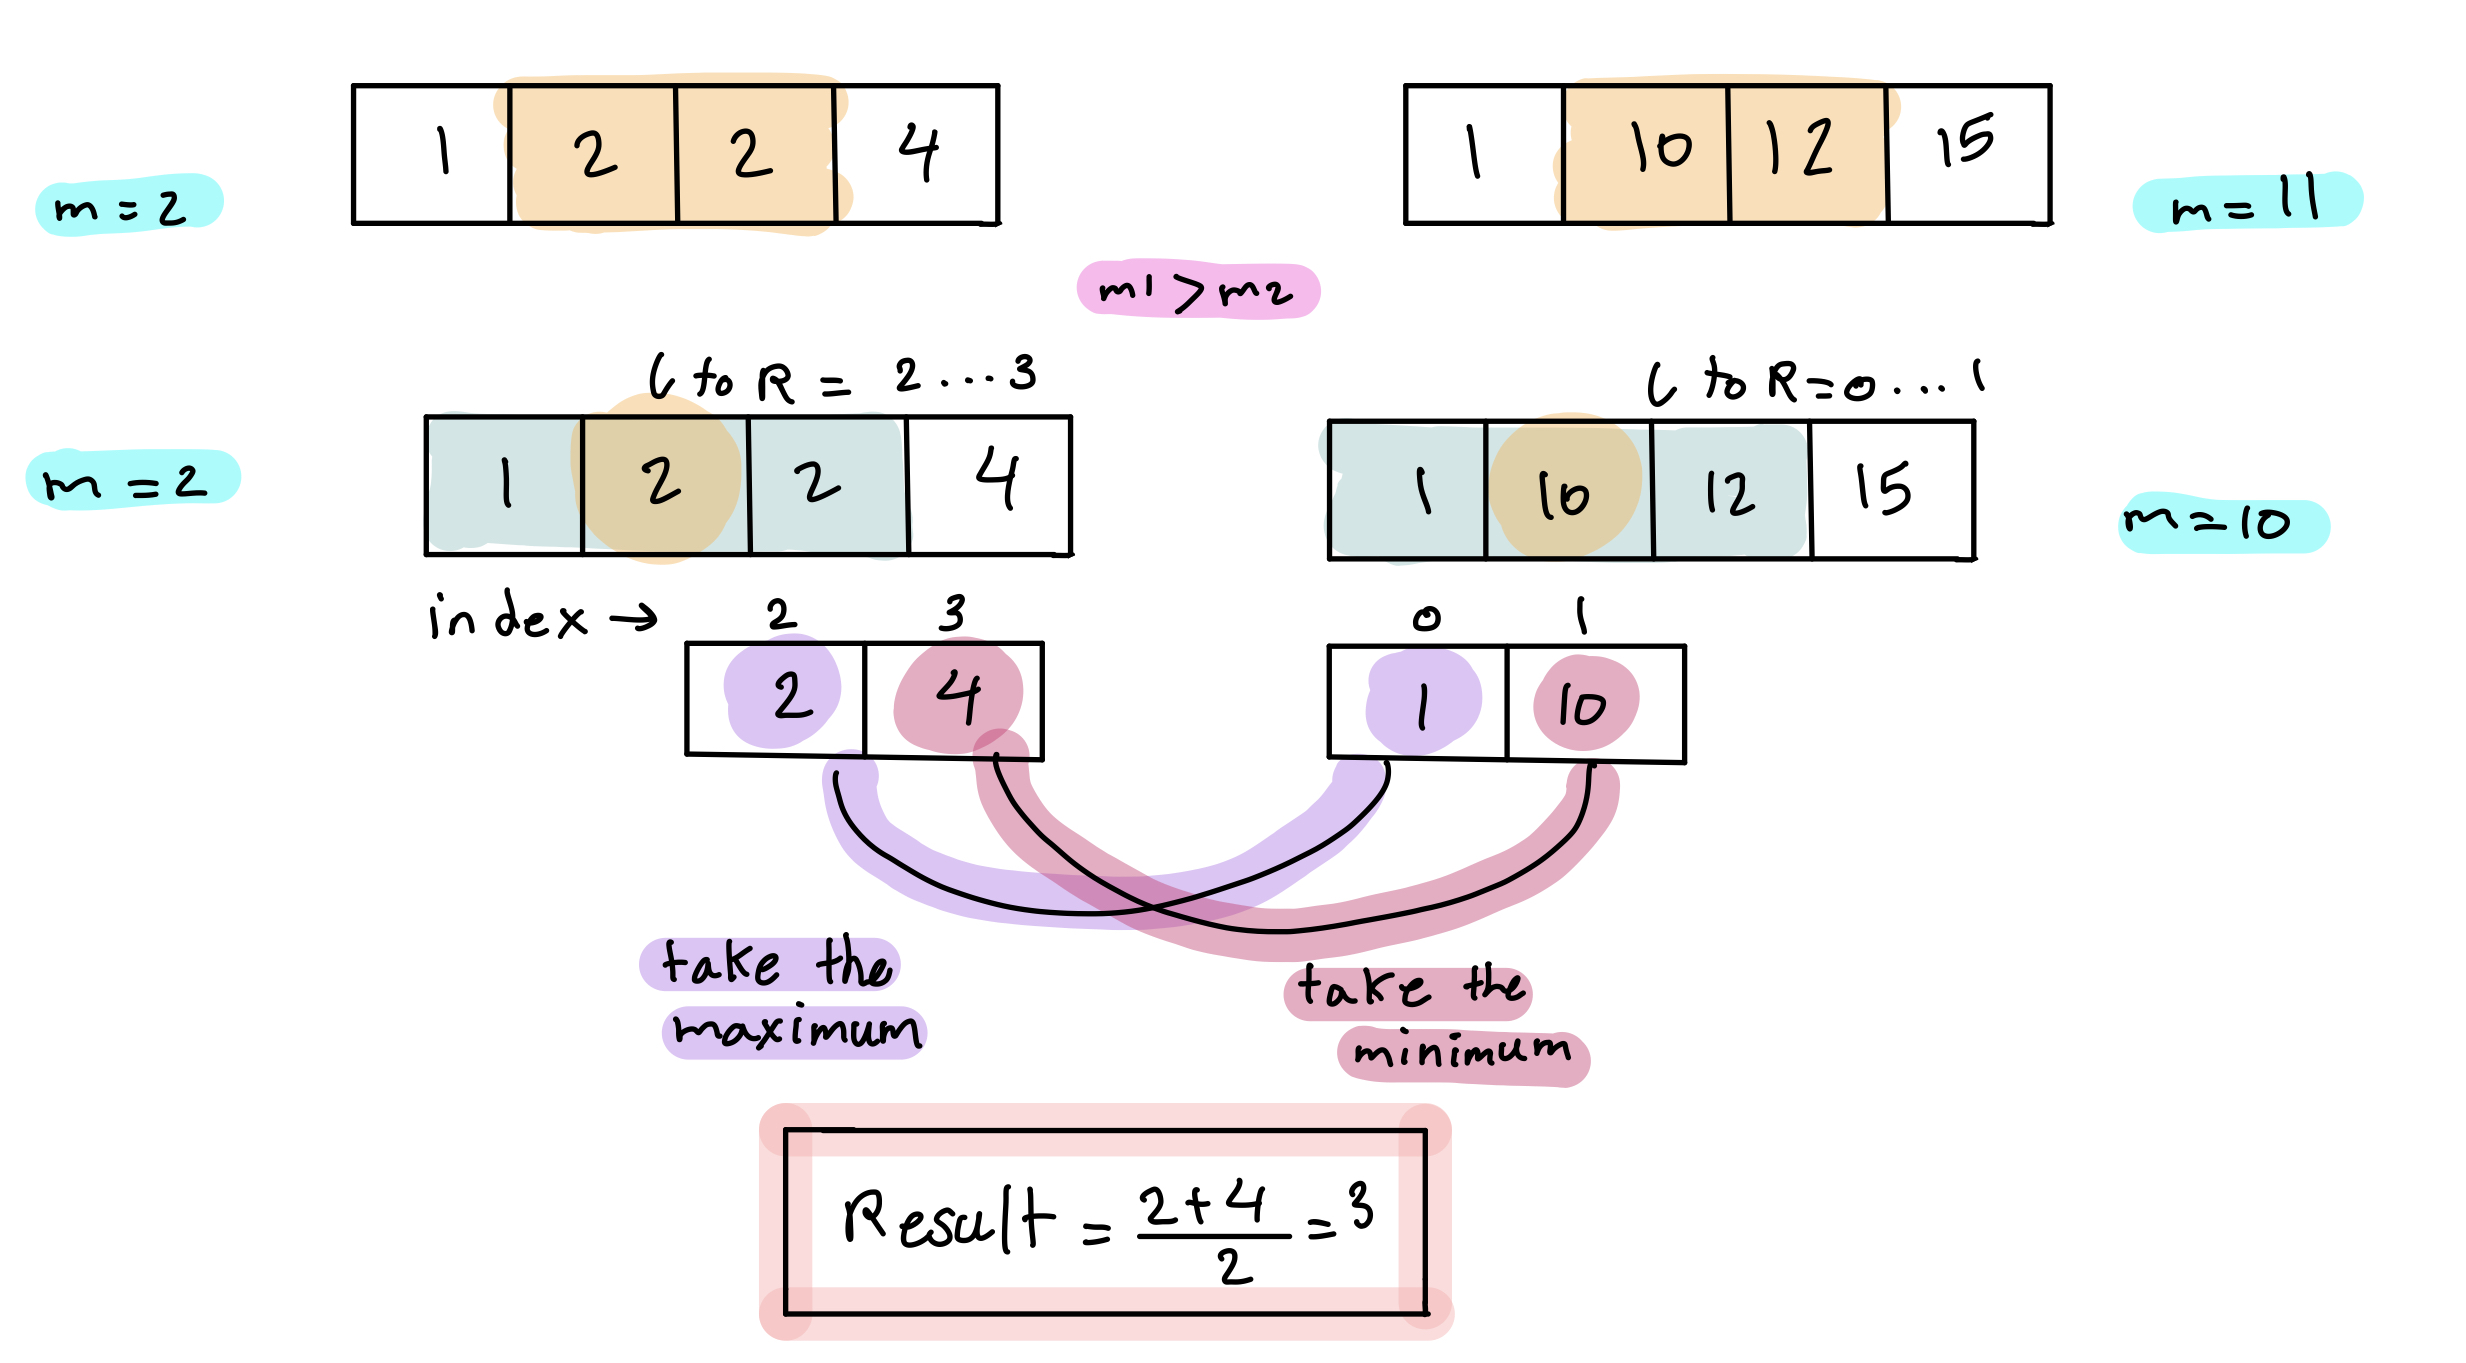 1 2 2 4
1 10 12 15
m = 2
m = 11
m1 > m2
L to R = 2...3
L to R = 0...1
1 2 2 4
1 10 12 15
m = 2
m = 10
index → 2 3
0 1
2 4
1 10
take the
maximum
take the
minimum
Result = 2+4/2 = 3